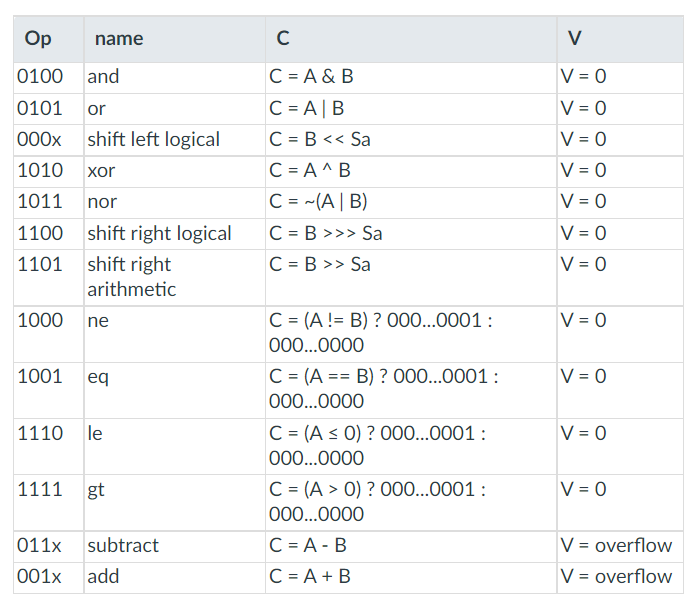 Op name C V
0100 and C = A & B V = 0
0101 or C = A | B V = 0
000x shift left logical C = B << Sa V = 0
1010 xor C = A ^ B V = 0
1011 nor C = ~(A | B) V = 0
1100 shift right logical C = B >>> Sa V = 0
1101 shift right C = B >> Sa V = 0
arithmetic
1000 ne C = (A != B) ? 000...0001 : V = 0
000...0000
1001 eq C = (A == B) ? 000...0001 : V = 0
000...0000
1110 le C = (A ≤ 0) ? 000...0001 : V = 0
000...0000
1111 gt C = (A > 0) ? 000...0001 : V = 0
000...0000
011x subtract C = A - B V = overflow
001x add C = A + B V = overflow